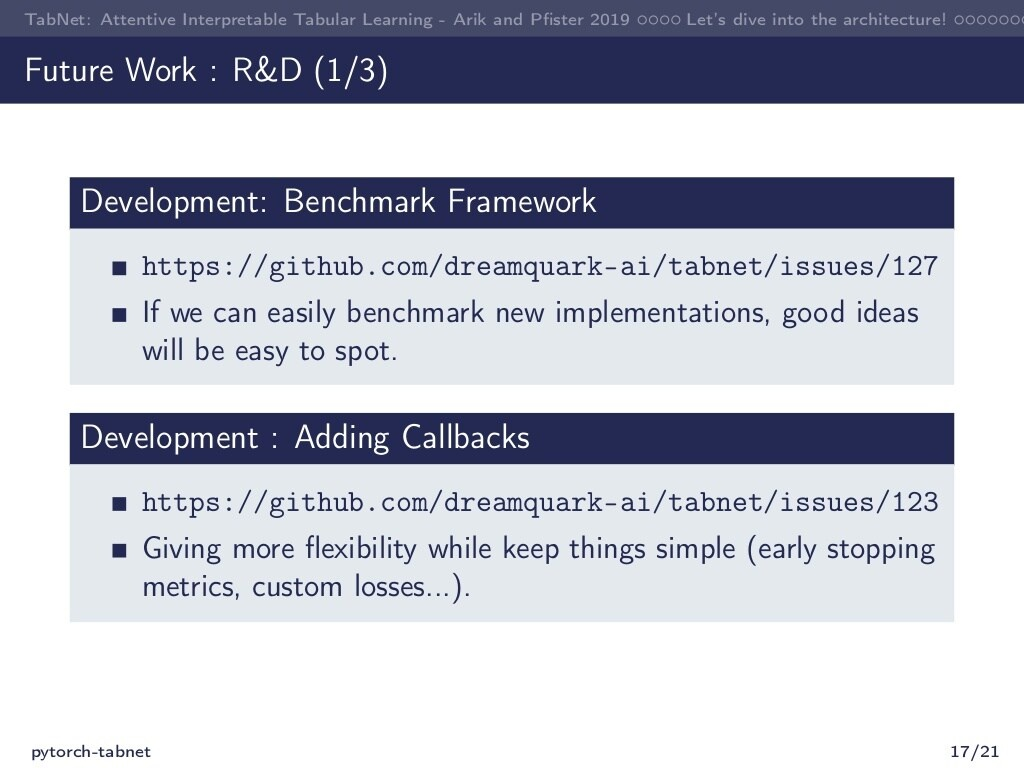 TabNet: Attentive Interpretable Tabular Learning - Arik and Pfister 2019 Let's dive into the architecture!
Future Work : R&D (1/3)
Development: Benchmark Framework
https://github.com/dreamquark-ai/tabnet/issues/127
If we can easily benchmark new implementations, good ideas
will be easy to spot.
Development : Adding Callbacks
https://github.com/dreamquark-ai/tabnet/issues/123
Giving more flexibility while keep things simple (early stopping
metrics, custom losses...).
pytorch-tabnet
17/21